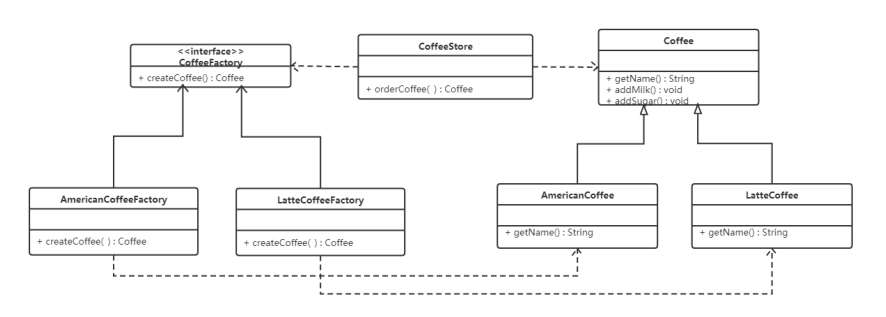 <<interface>>
CoffeeFactory
+ createCoffee() : Coffee
CoffeeStore
+ orderCoffee( ) : Coffee
Coffee
+ getName() : String
+ addMilk() : void
+ addSugar() : void
AmericanCoffeeFactory
+ createCoffee( ) : Coffee
LatteCoffeeFactory
+ createCoffee( ) : Coffee
AmericanCoffee
+ getName() : String
LatteCoffee
+ getName() : String